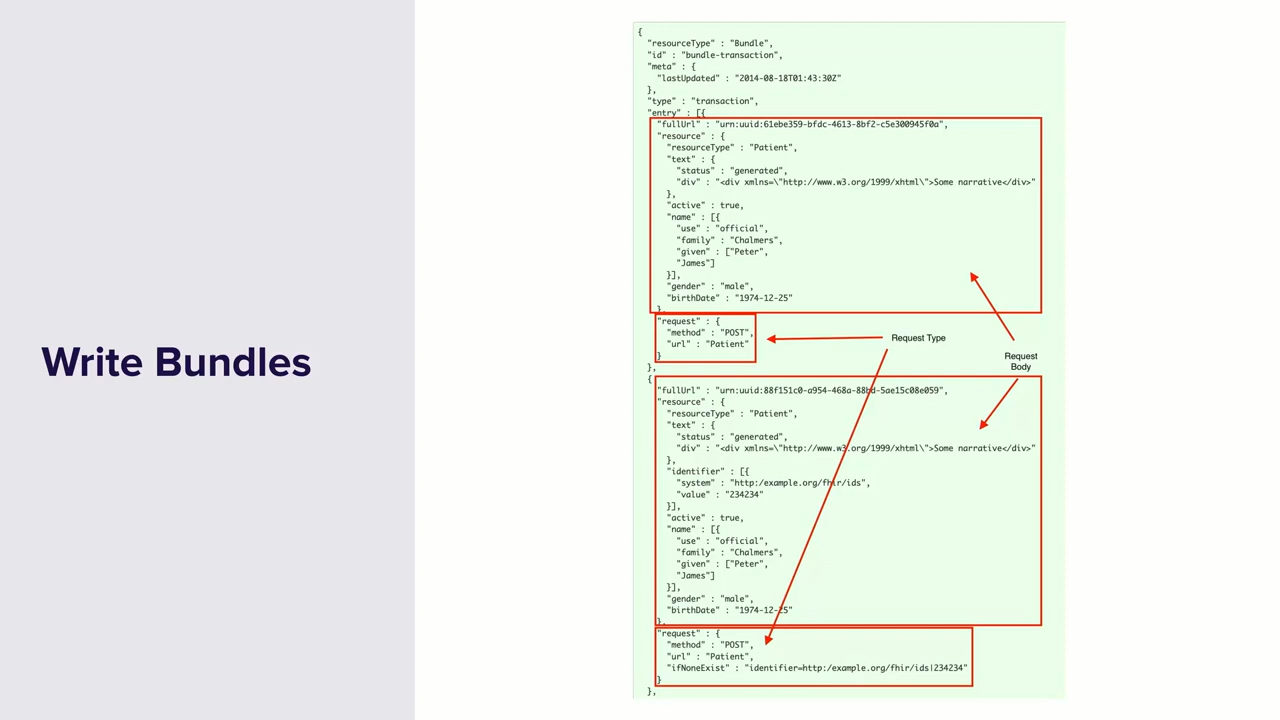 Write Bundles
{
"resourceType" : "Bundle",
"id" : "bundle-transaction",
"meta" : {
"lastUpdated" : "2014-08-18T01:43:30Z"
},
"type" : "transaction",
"entry" : [{
"fullUrl" : "urn:uuid:61ebe359-bfdc-4613-8bf2-c5e300945f0a",
"resource" : {
"resourceType" : "Patient",
"text" : {
"status" : "generated",
"div" : "<div xmlns=\"http://www.w3.org/1999/xhtml\">Some narrative</div>"
},
"active" : true,
"name" : [{
"use" : "official",
"family" : "Chalmers",
"given" : ["Peter",
"James"]
}],
"gender" : "male",
"birthDate" : "1974-12-25"
},
"request" : {
"method" : "POST",
"url" : "Patient"
}
},
{
"fullUrl" : "urn:uuid:88f151c0-a954-468a-88bd-5ae15c08e059",
"resource" : {
"resourceType" : "Patient",
"text" : {
"status" : "generated",
"div" : "<div xmlns=\"http://www.w3.org/1999/xhtml\">Some narrative</div>"
},
"identifier" : [{
"system" : "http:/example.org/fhir/ids",
"value" : "234234"
}],
"active" : true,
"name" : [{
"use" : "official",
"family" : "Chalmers",
"given" : ["Peter",
"James"]
}],
"gender" : "male",
"birthDate" : "1974-12-25"
},
"request" : {
"method" : "POST",
"url" : "Patient",
"ifNoneExist" : "identifier=http:/example.org/fhir/ids|234234"
}
},
Request Type
Request
Body